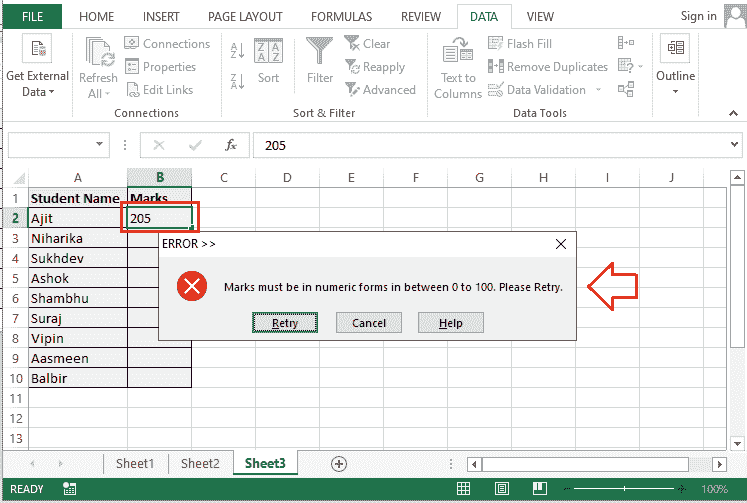 FILE HOME INSERT PAGE LAYOUT FORMULAS REVIEW DATA VIEW Sign in
Get External Data
Refresh All
Connections
Properties
Edit Links
Connections
Sort
Filter
Clear
Reapply
Advanced
Sort & Filter
Text to Columns
Flash Fill
Remove Duplicates
Data Validation
Data Tools
Outline
fx 205
A B C D E F G H I J
1 Student Name Marks
2 Ajit 205
3 Niharika
4 Sukhdev
5 Ashok
6 Shambhu
7 Suraj
8 Vipin
9 Aasmeen
10 Balbir
11
12
13
ERROR >>
Marks must be in numeric forms in between 0 to 100. Please Retry.
Retry Cancel Help
Sheet1 Sheet2 Sheet3
READY 100%